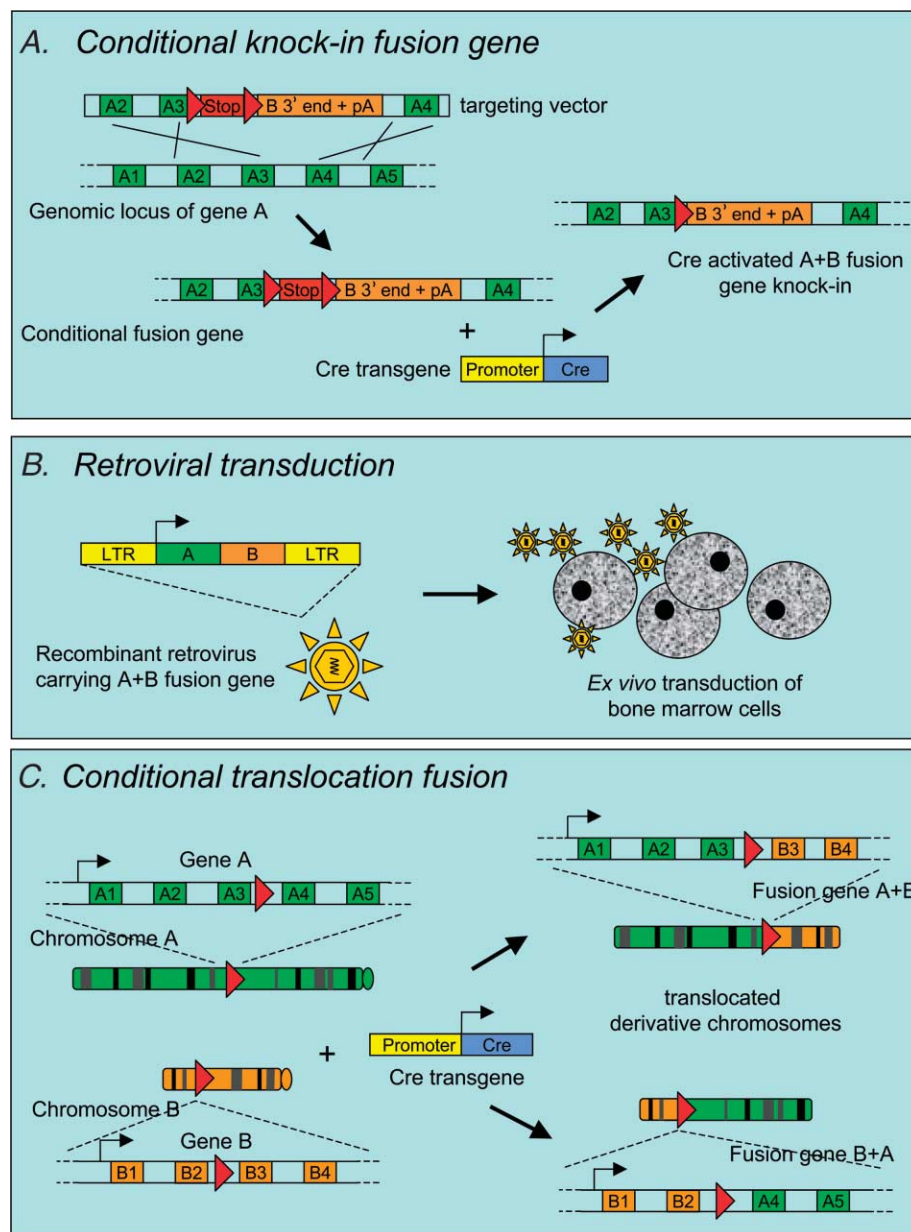 A. Conditional knock-in fusion gene
A2 A3 Stop B 3' end + pA A4 targeting vector
A1 A2 A3 A4 A5
Genomic locus of gene A
A2 A3 B 3' end + pA A4
Cre activated A+B fusion
gene knock-in
A2 A3 Stop B 3' end + pA A4
Conditional fusion gene
+
Cre transgene Promoter Cre
B. Retroviral transduction
LTR A B LTR
Recombinant retrovirus
carrying A+B fusion gene
Ex vivo transduction of
bone marrow cells
C. Conditional translocation fusion
Gene A
A1 A2 A3 A4 A5
Chromosome A
A1 A2 A3 B3 B4
Fusion gene A+B
translocated
derivative chromosomes
+
Promoter Cre
Cre transgene
Chromosome B
Gene B
B1 B2 B3 B4
Fusion gene B+A
B1 B2 A4 A5